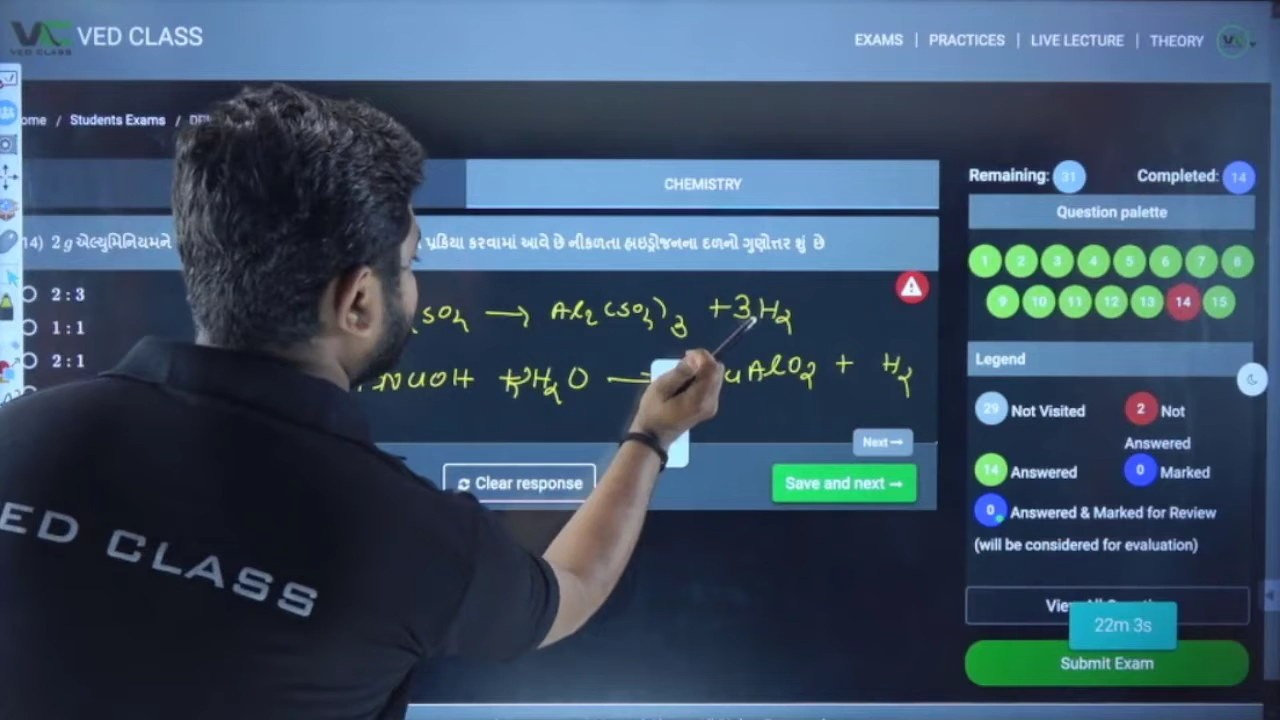 VED CLASS
VED CLASS
EXAMS | PRACTICES | LIVE LECTURE | THEORY
/ Students Exams /
CHEMISTRY
Remaining: 31
Completed: 14
Question palette
14) 2 g એલ્યુમિનિયમને પ્રક્રિયા કરવામાં આવે છે નીકળતા હાઇડ્રોજનના દળનો ગુણોત્તર શું છે
1 2 3 4 5 6 7 8
9 10 11 12 13 14 15
2 : 3
1 : 1
2 : 1
SO4 → Al2(SO4)3 + 3H2
NaOH + H2O → AlO2 + H2
Legend
29 Not Visited
2 Not Answered
14 Answered
0 Marked
0 Answered & Marked for Review
(will be considered for evaluation)
Next→
Clear response
Save and next →
22m 3s
Submit Exam
ED CLASS